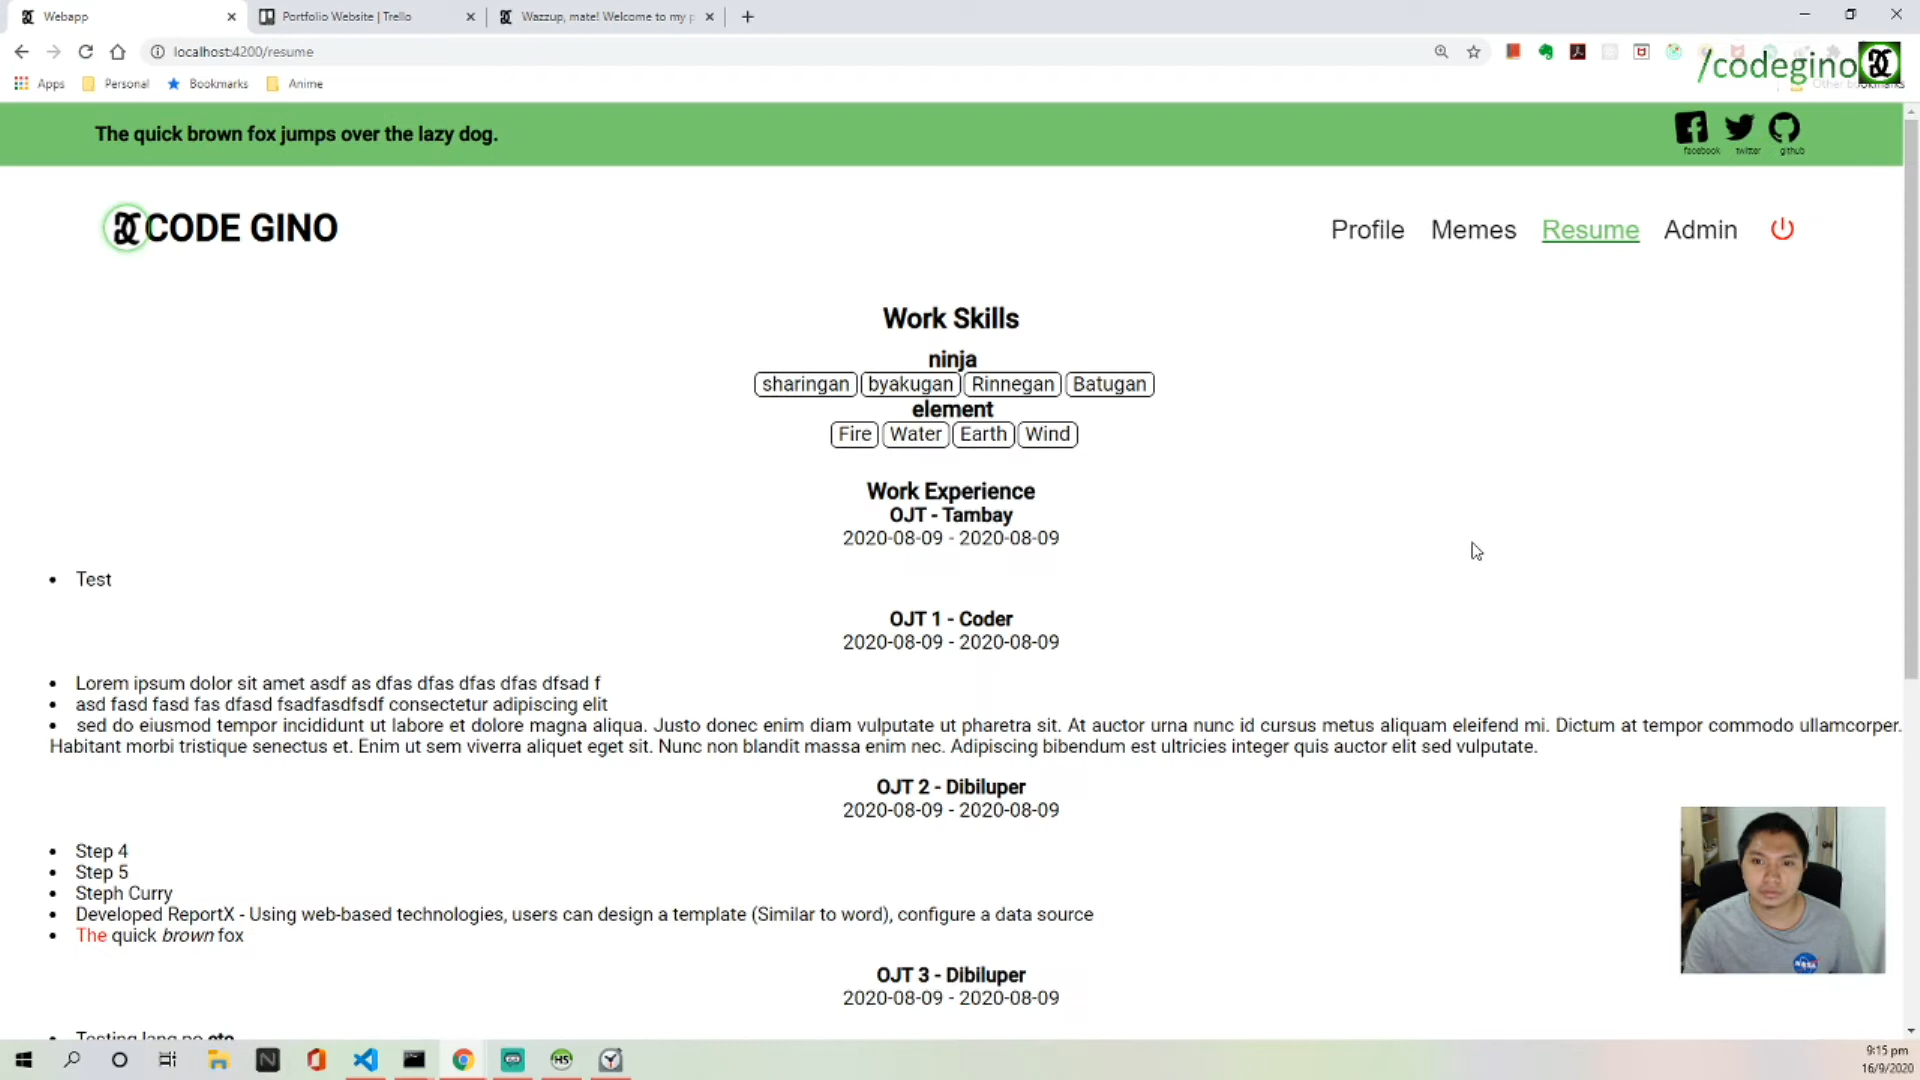 Webapp
Portfolio Website | Trello
Wazzup, mate! Welcome to my p
localhost:4200/resume
/codegino
Apps
Personal
Bookmarks
Anime
The quick brown fox jumps over the lazy dog.
facebook
twitter
github
CODE GINO
Profile
Memes
Resume
Admin
Work Skills
ninja
sharingan byakugan Rinnegan Batugan
element
Fire Water Earth Wind
Work Experience
OJT - Tambay
2020-08-09 - 2020-08-09
• Test
OJT 1 - Coder
2020-08-09 - 2020-08-09
• Lorem ipsum dolor sit amet asdf as dfas dfas dfas dfas dfsad f
• asd fasd fasd fas dfasd fsadfasdfsdf consectetur adipiscing elit
• sed do eiusmod tempor incididunt ut labore et dolore magna aliqua. Justo donec enim diam vulputate ut pharetra sit. At auctor urna nunc id cursus metus aliquam eleifend mi. Dictum at tempor commodo ullamcorper.
Habitant morbi tristique senectus et. Enim ut sem viverra aliquet eget sit. Nunc non blandit massa enim nec. Adipiscing bibendum est ultricies integer quis auctor elit sed vulputate.
OJT 2 - Dibiluper
2020-08-09 - 2020-08-09
• Step 4
• Step 5
• Steph Curry
• Developed ReportX - Using web-based technologies, users can design a template (Similar to word), configure a data source
• The quick brown fox
OJT 3 - Dibiluper
2020-08-09 - 2020-08-09
NASA
9:15 pm
16/9/2020